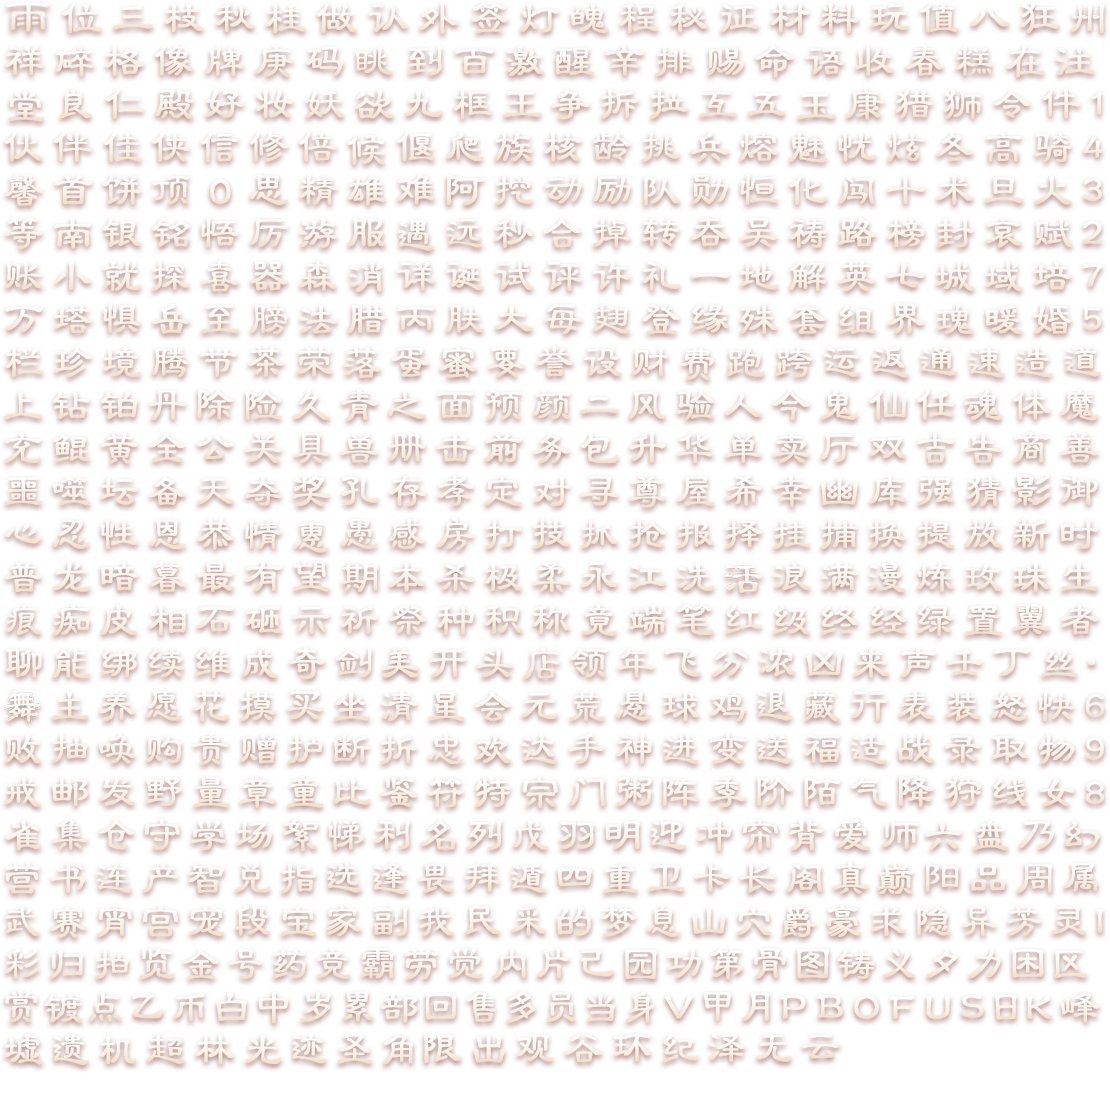 雨位三枝秋桂做认外签灯魄程秘征材料玩值八狂州
祥碎格像牌庚码眺到百激醒辛排赐命语收春糕在注
堂良仁殿好妆妖欲九框王争拆拉互五玉康猎狮令件1
伙伴佳侠信修倍候偃爬族核龄挑兵熔魅恍炫冬高骑4
馨首饼顼0思精雄难阿挖动励队勋恒化闯十未旦火3
等南银铭悟厉游服遇远秒合掉转吞吴祷路榜封哀赋2
账小就探喜器森消详诞试评许礼一地解英七城域培7
万塔惧岳至膀法腊丙肤大每翅登缘殊套组界瑰暖婚5
栏珍境腾节茶荣落蛋蜜要誉设财费跑跨运返通速浩道
上钻铂丹除险久青之面预颜二风验人今鬼仙任魂体魔
充鲲黄全公关具兽册击前务包升华单卖厅双吉告商善
噩噬坛备天夺奖孔存孝定对寻尊屋希幸幽库强猜影御
心忍性恩恭情惠愚感房打技抓抢报择挂捕换提放新时
普龙暗暮最有望期本杀极柔永江洗活浪满漫炼玫珠生
痕痴皮相石砸示祈祭种积称竟端笔红级终经绿置翼者
聊能绑续维成奇剑美开头店领年飞分浓凶来声壬丁丝·
舞主养愿花摸买坐清星会元荒悬球鸡退藏行表装怒快6
败抽唤购贵赠护断折忠欢达手神进变送福适战录取物9
戒邮发野量章童比鉴符特宗门粥阵季阶陌气降狩线女8
雀集仓守学场絮悌利名列戊羽明迎冲帘背爱师六盘乃幻
营书连产智兑指选逢畏拜遁四重卫卡长阁真巅阳品周属
武赛宵宫宠段宝家副我民采的梦息山穴爵豪求隐异芳灵!
彩归抱览金号药竞霸劳觉内片己园功第骨图铸义夕力困区
赏镀点乙币凸中岁累部回售多员当身V甲月PBOFUS日K峰
墟溃机超林光迹圣角限出观谷环纪泽无云